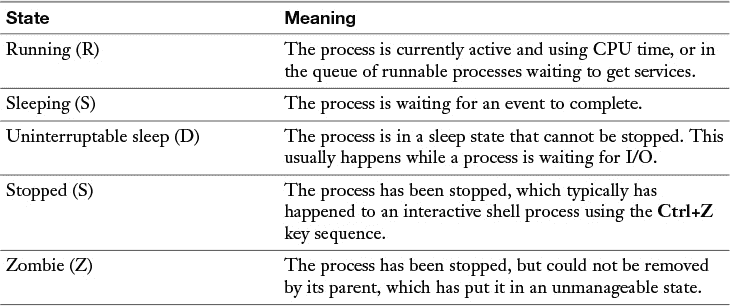 State Meaning
Running (R) The process is currently active and using CPU time, or in
the queue of runnable processes waiting to get services.
Sleeping (S) The process is waiting for an event to complete.
Uninterruptable sleep (D) The process is in a sleep state that cannot be stopped. This
usually happens while a process is waiting for I/O.
Stopped (S) The process has been stopped, which typically has
happened to an interactive shell process using the Ctrl+Z
key sequence.
Zombie (Z) The process has been stopped, but could not be removed
by its parent, which has put it in an unmanageable state.